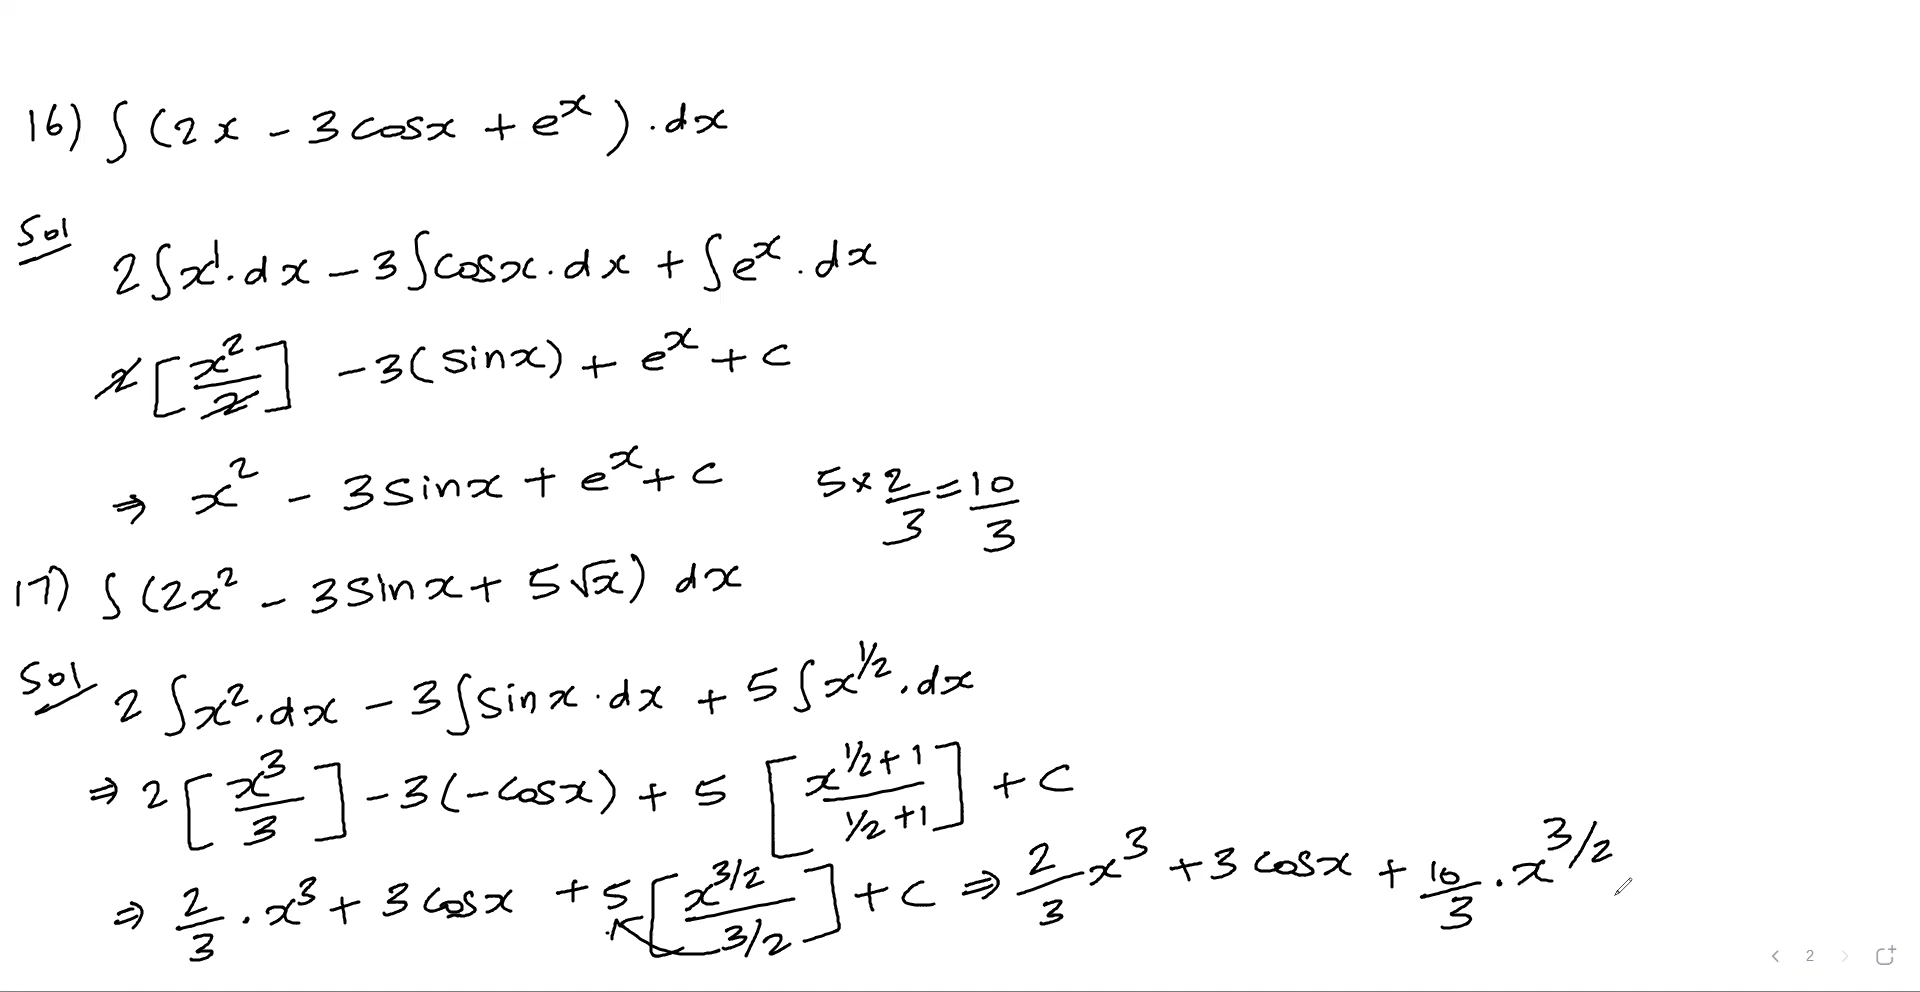 16) ∫ (2x - 3cosx + e^x ) . dx
Sol
2∫x^1. dx - 3∫cosx. dx + ∫e^x . dx
2[x^2/2] - 3(sinx) + e^x + c
⇒ x^2 - 3sinx + e^x + c
5 × 2/3 = 10/3
17) ∫ (2x^2 - 3sinx + 5√x) dx
Sol
2 ∫x^2.dx - 3∫sinx.dx + 5∫x^1/2.dx
⇒ 2[x^3/3] - 3(-cosx) + 5 [x^1/2+1 / 1/2+1] + C
⇒ 2/3 . x^3 + 3cosx + 5[x^3/2 / 3/2] + C ⇒ 2/3 x^3 + 3cosx + 10/3 . x^3/2
2